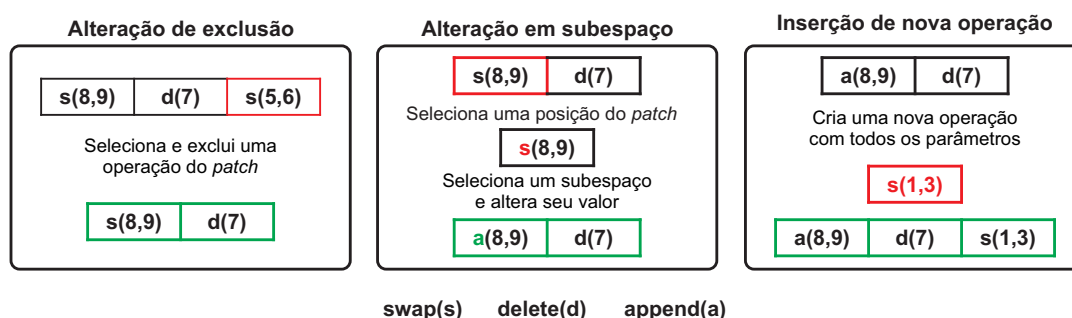 Alteração de exclusão
s(8,9) d(7) s(5,6)
Seleciona e exclui uma
operação do patch
s(8,9) d(7)
Alteração em subespaço
s(8,9) d(7)
Seleciona uma posição do patch
s(8,9)
Seleciona um subespaço
e altera seu valor
a(8,9) d(7)
Inserção de nova operação
a(8,9) d(7)
Cria uma nova operação
com todos os parâmetros
s(1,3)
a(8,9) d(7) s(1,3)
swap(s) delete(d) append(a)